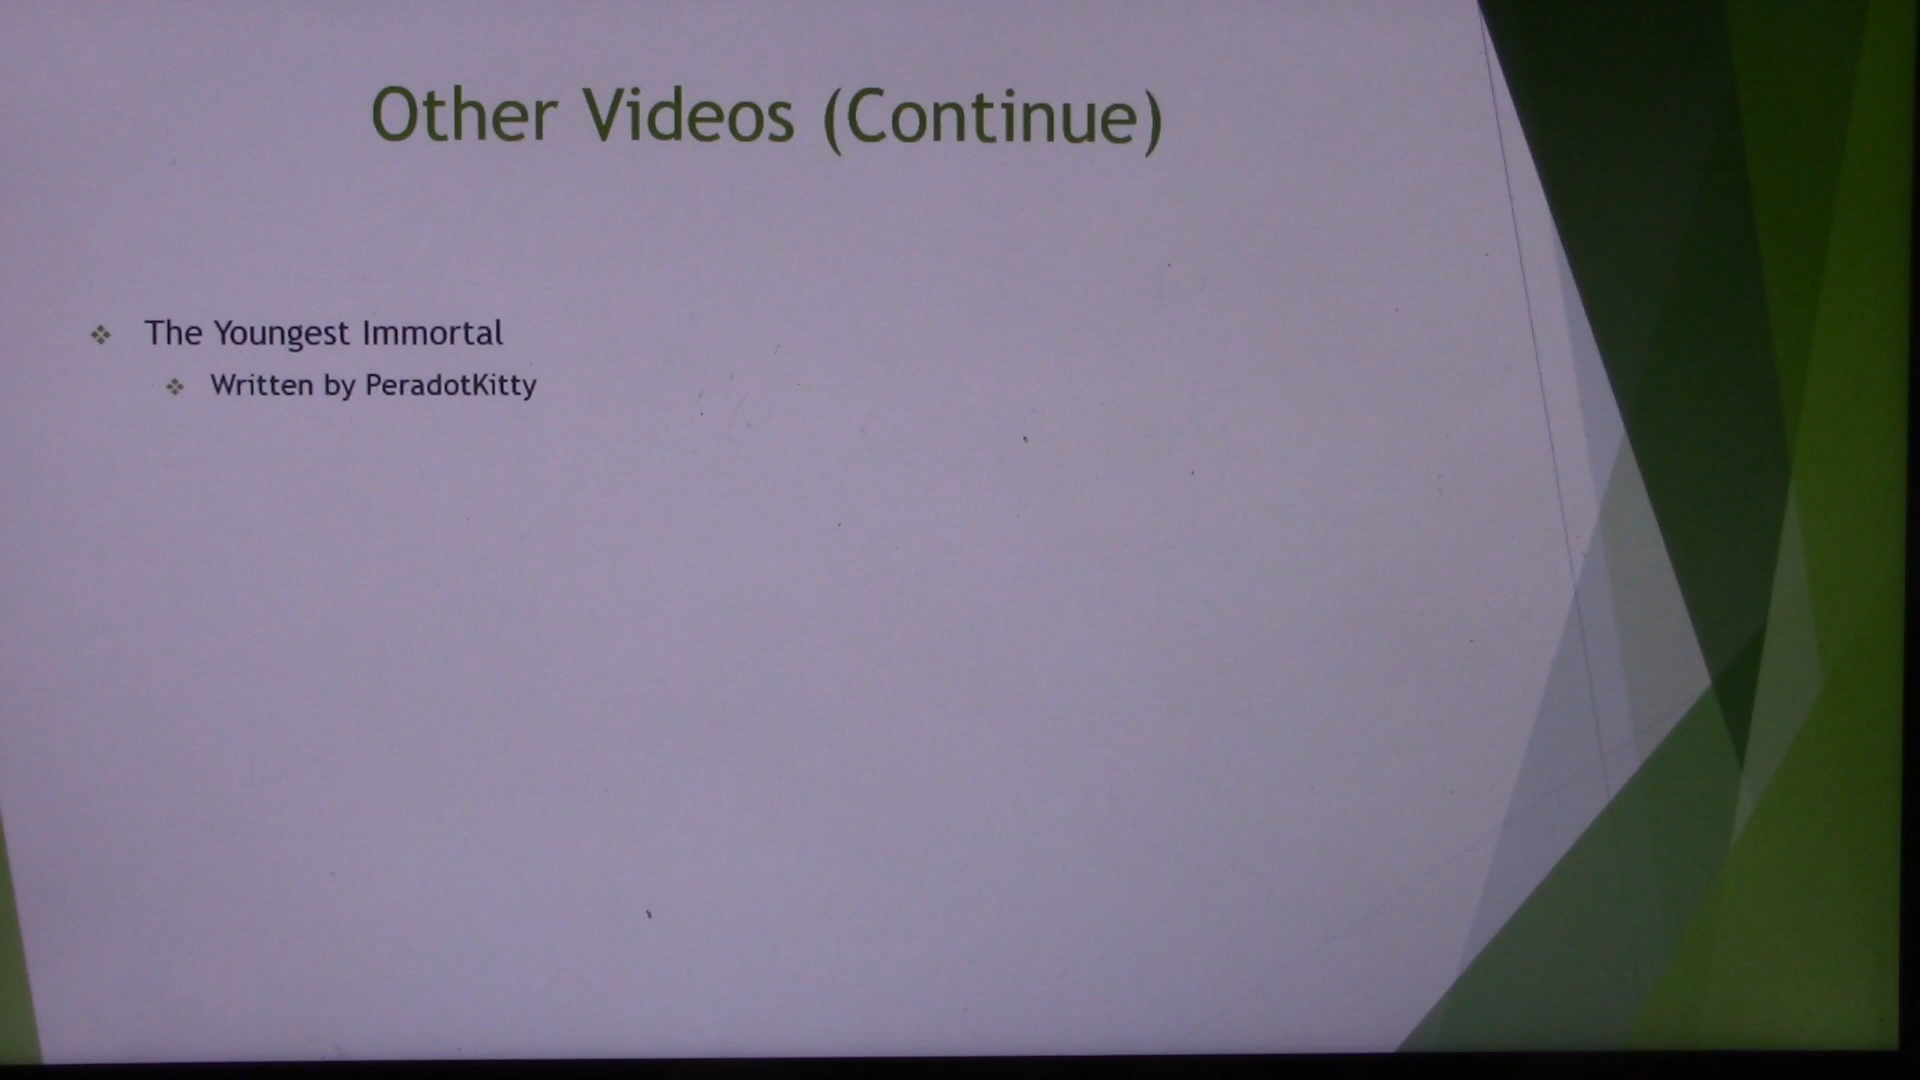 Other Videos (Continue)
The Youngest Immortal
Written by PeradotKitty